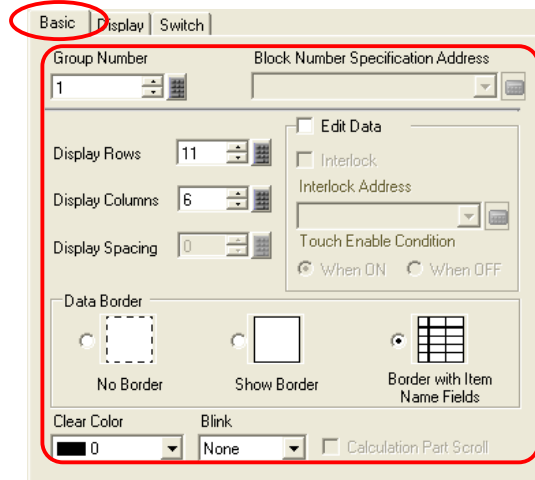 Basic Display Switch
Group Number Block Number Specification Address
1
Edit Data
Display Rows 11
Interlock
Interlock Address
Display Columns 6
Display Spacing 0
Touch Enable Condition
When ON When OFF
Data Border
No Border Show Border Border with Item
Name Fields
Clear Color Blink
0 None Calculation Part Scroll